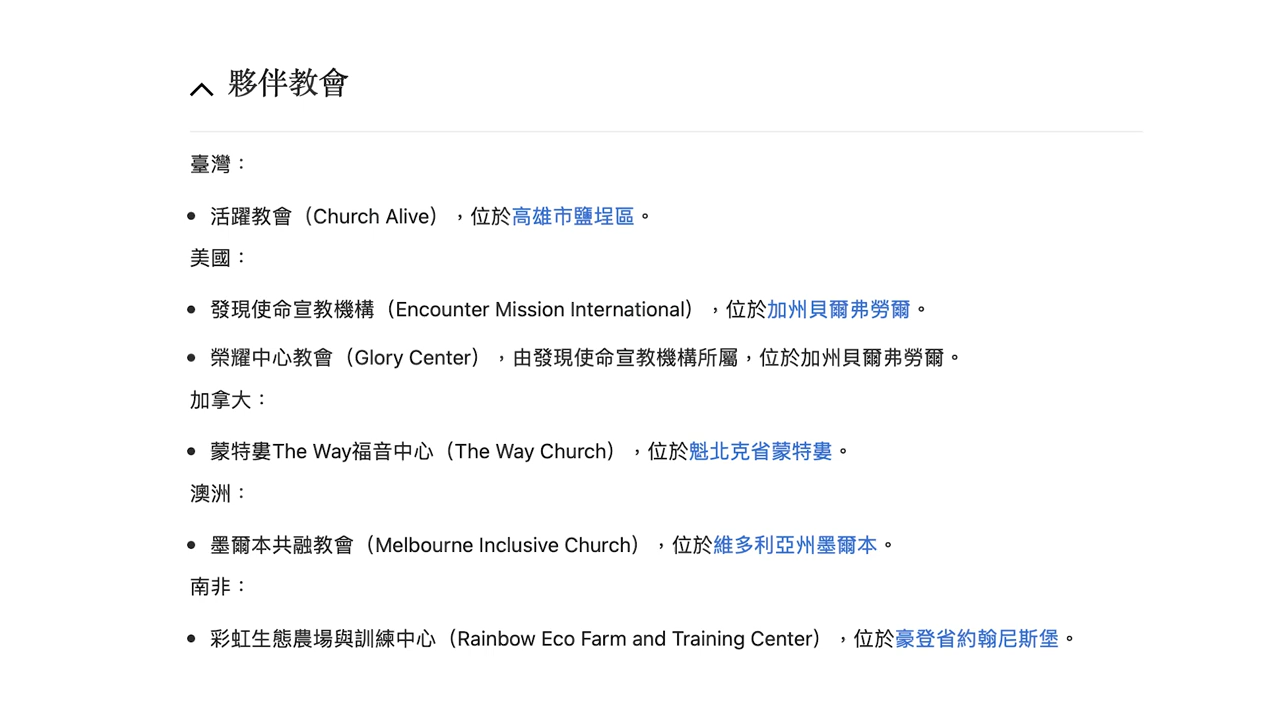 夥伴教會
臺灣：
活躍教會（Church Alive），位於高雄市鹽埕區。
美國：
發現使命宣教機構（Encounter Mission International），位於加州貝爾弗勞爾。
榮耀中心教會（Glory Center），由發現使命宣教機構所屬，位於加州貝爾弗勞爾。
加拿大：
蒙特婁The Way福音中心（The Way Church），位於魁北克省蒙特婁。
澳洲：
墨爾本共融教會（Melbourne Inclusive Church），位於維多利亞州墨爾本。
南非：
彩虹生態農場與訓練中心（Rainbow Eco Farm and Training Center），位於豪登省約翰尼斯堡。